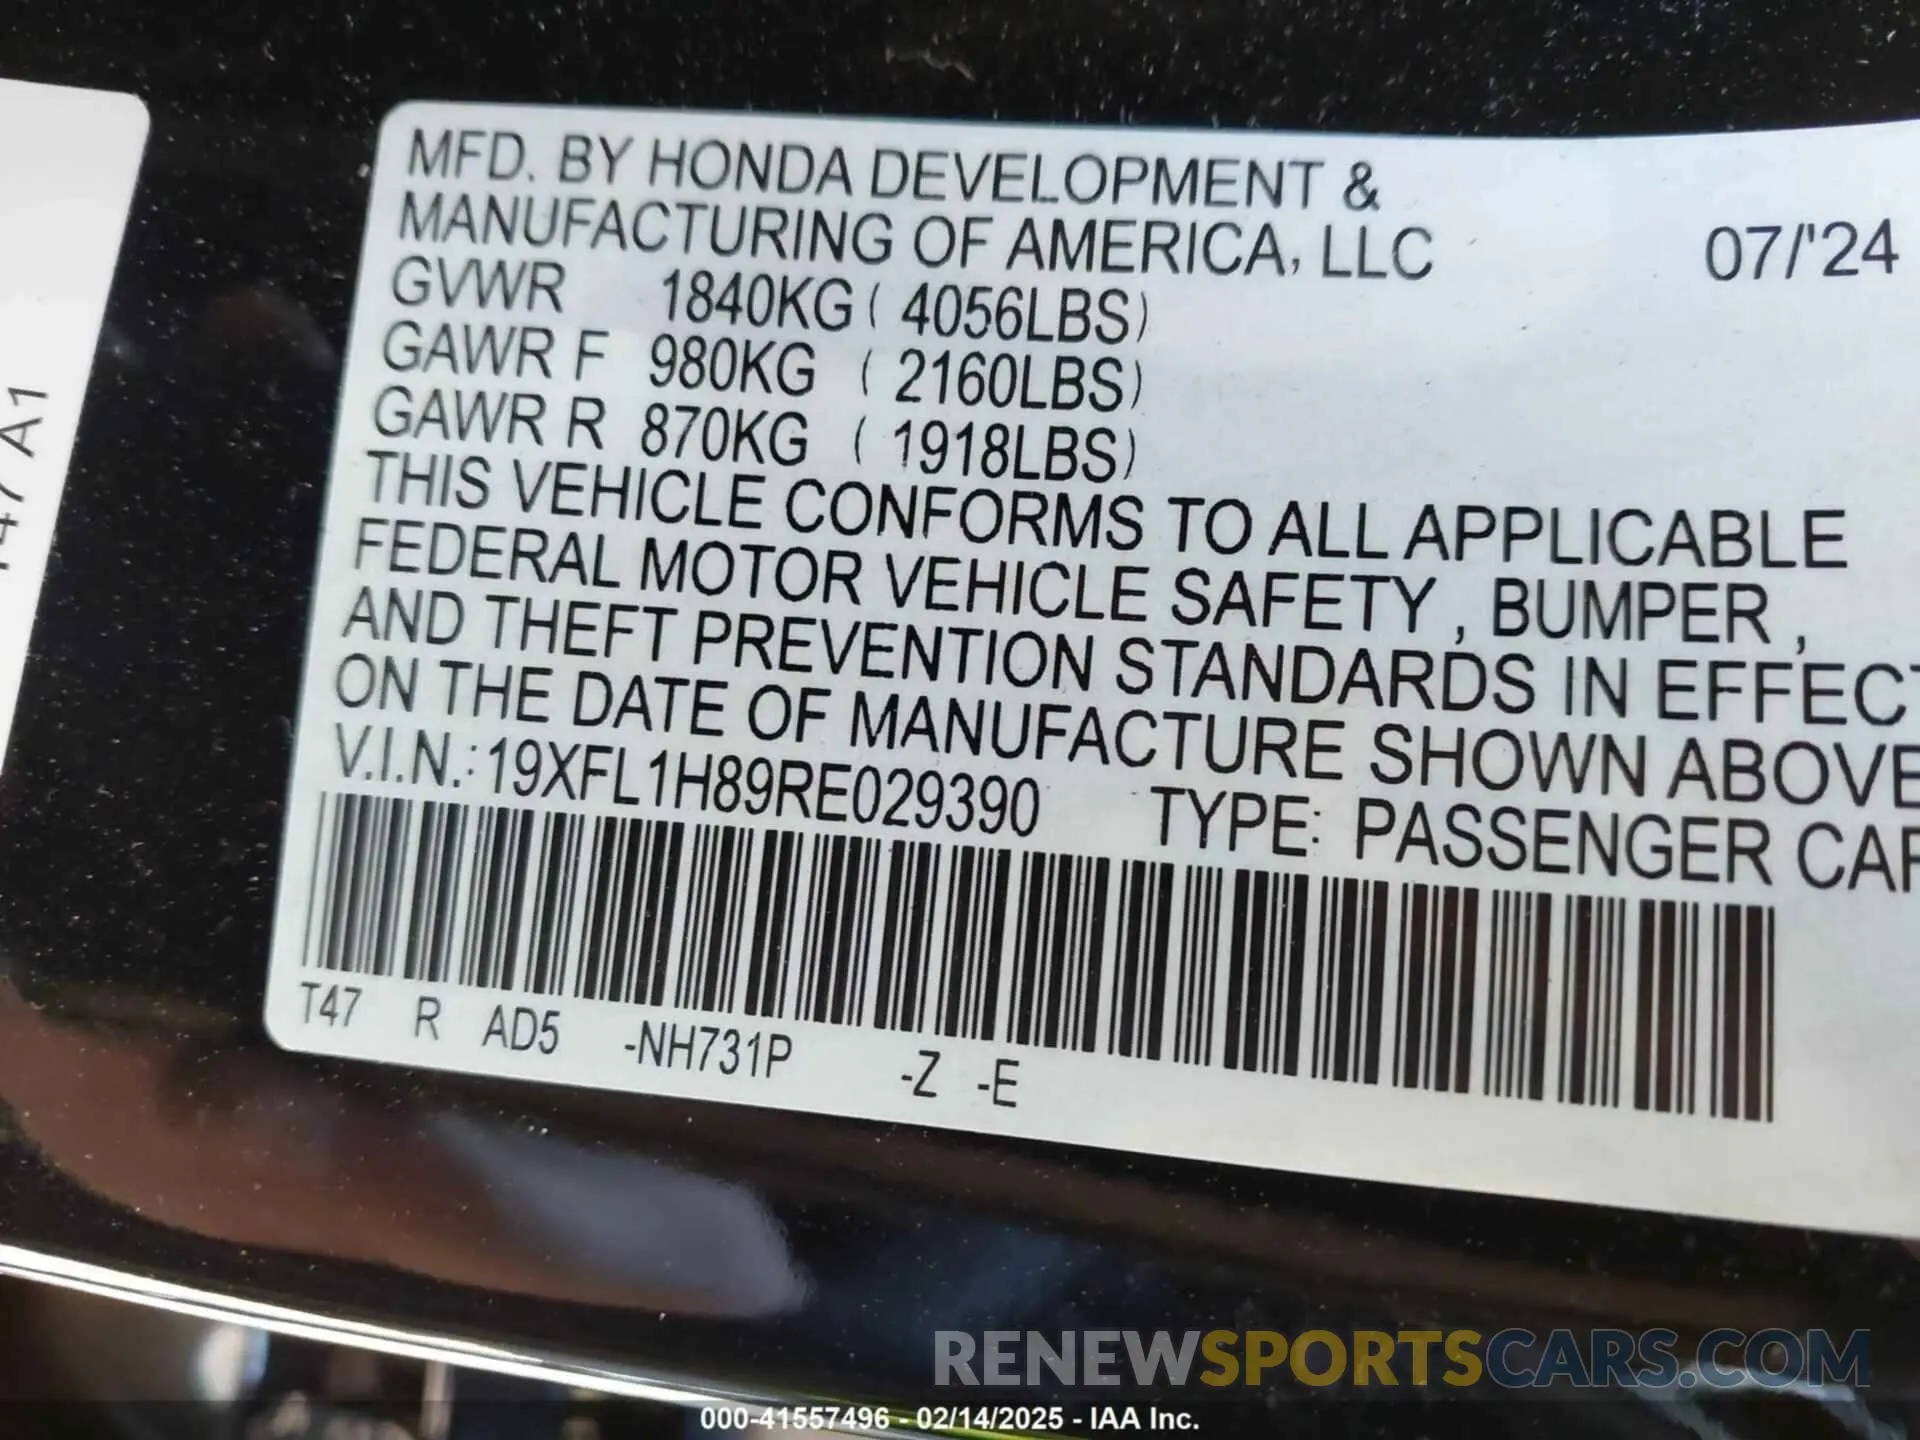 MFD. BY HONDA DEVELOPMENT &
MANUFACTURING OF AMERICA, LLC 07/'24
GVWR 1840KG ( 4056LBS)
GAWR F 980KG ( 2160LBS)
GAWR R 870KG ( 1918LBS)
THIS VEHICLE CONFORMS TO ALL APPLICABLE
FEDERAL MOTOR VEHICLE SAFETY , BUMPER ,
AND THEFT PREVENTION STANDARDS IN EFFECT
ON THE DATE OF MANUFACTURE SHOWN ABOVE
V.I.N.: 19XFL1H89RE029390 TYPE: PASSENGER CAR
T47 R AD5 -NH731P -Z -E
A1
RENEWSPORTSCARS.COM
000-41557496 - 02/14/2025 - IAA Inc.